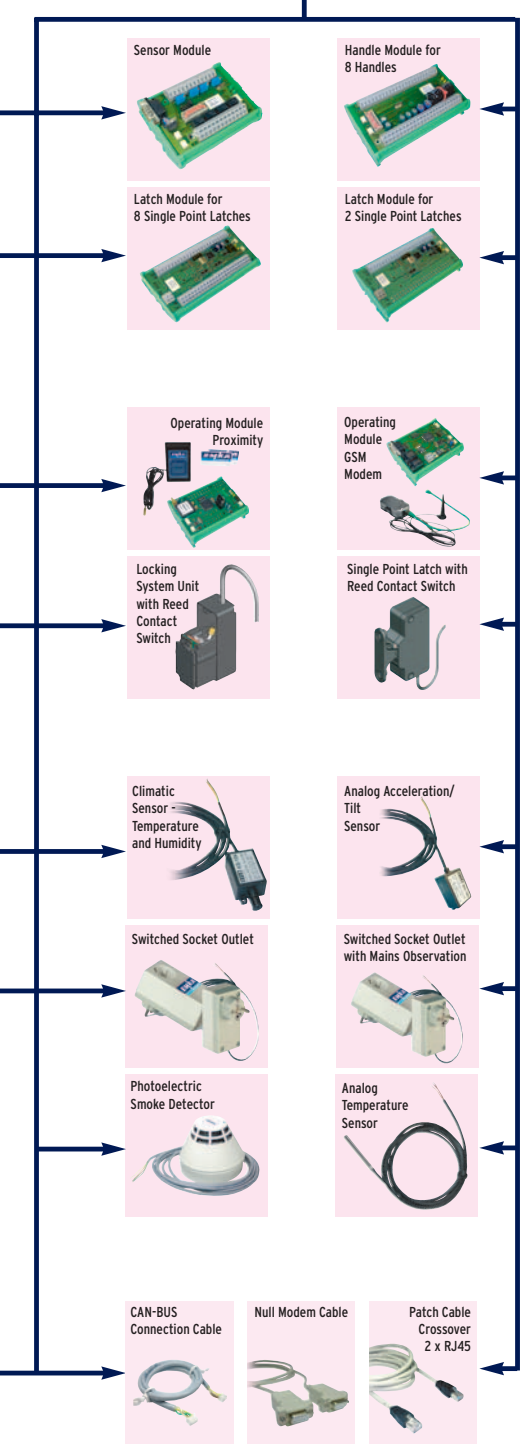 Sensor Module
Handle Module for
8 Handles
Latch Module for
8 Single Point Latches
Latch Module for
2 Single Point Latches
Operating Module
Proximity
Operating
Module
GSM
Modem
Locking
System Unit
with Reed
Contact
Switch
Single Point Latch with
Reed Contact Switch
Climatic
Sensor -
Temperature
and Humidity
Analog Acceleration/
Tilt
Sensor
Switched Socket Outlet
Switched Socket Outlet
with Mains Observation
Photoelectric
Smoke Detector
Analog
Temperature
Sensor
CAN-BUS
Connection Cable
Null Modem Cable
Patch Cable
Crossover
2 x RJ45